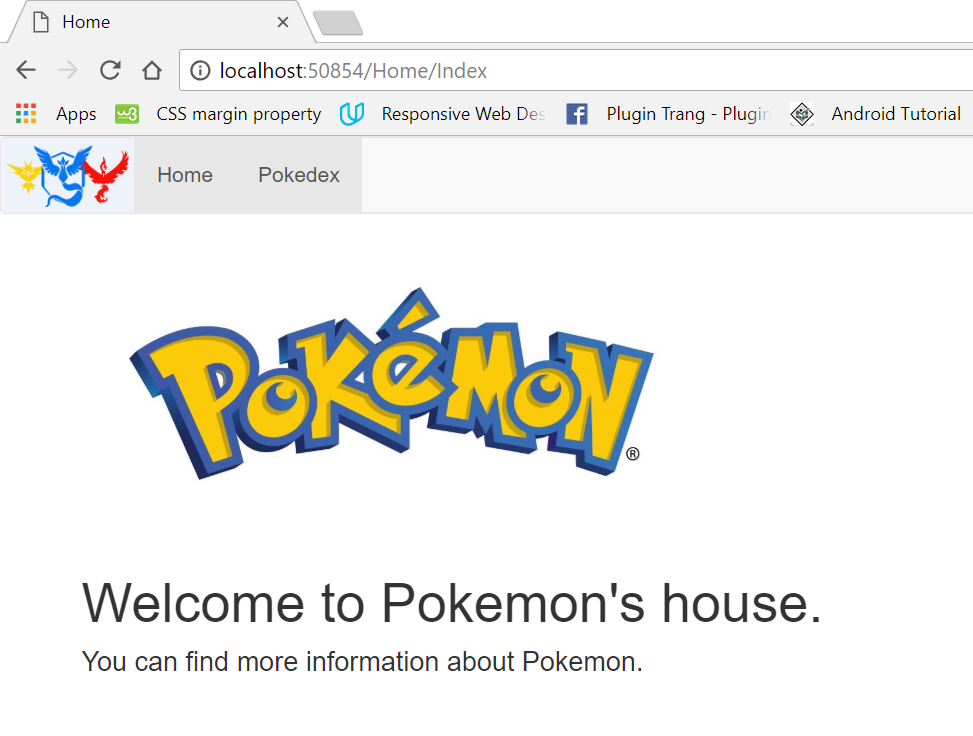 Home
localhost:50854/Home/Index
Apps w3 CSS margin property Responsive Web Des Plugin Trang - Plugin Android Tutorial
Home Pokedex
POKéMON ®
Welcome to Pokemon's house.
You can find more information about Pokemon.